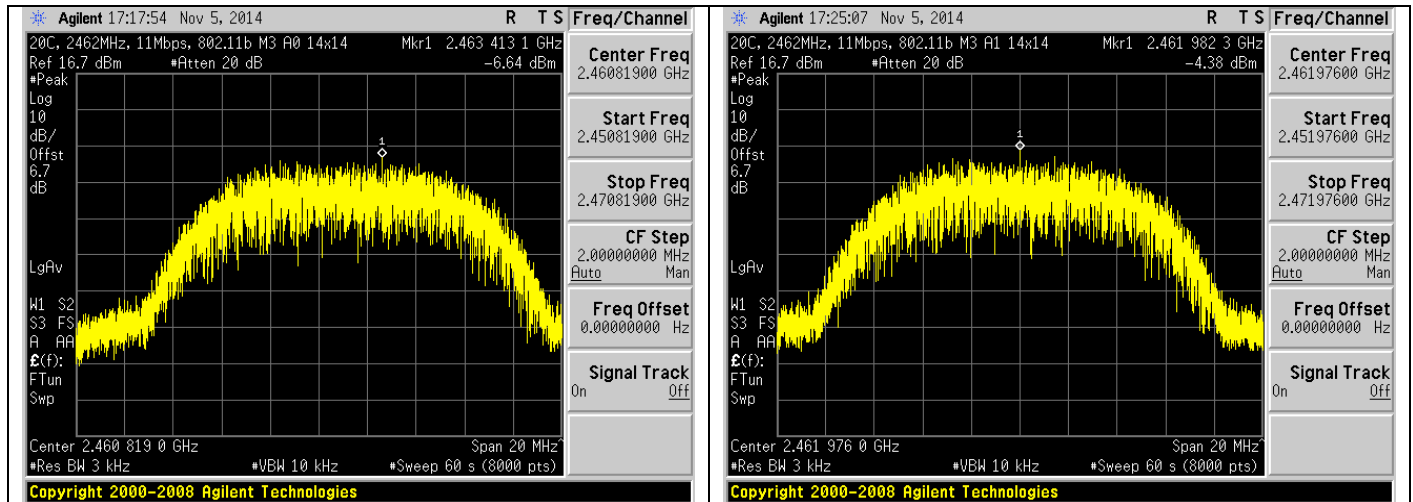 Agilent 17:17:54 Nov 5, 2014 R T S Freq/Channel
20C, 2462MHz, 11Mbps, 802.11b M3 A0 14x14 Mkr1 2.463 413 1 GHz
Ref 16.7 dBm #Atten 20 dB -6.64 dBm
#Peak
Log
10
dB/
Offst
6.7
dB
1
LgAv
W1 S2
S3 FS
A AA
£(f):
FTun
Swp
Center 2.460 819 0 GHz Span 20 MHz^
#Res BW 3 kHz #VBW 10 kHz #Sweep 60 s (8000 pts)
Center Freq
2.46081900 GHz
Start Freq
2.45081900 GHz
Stop Freq
2.47081900 GHz
CF Step
2.00000000 MHz
Auto Man
Freq Offset
0.00000000 Hz
Signal Track
On Off
Copyright 2000-2008 Agilent Technologies
Agilent 17:25:07 Nov 5, 2014 R T S Freq/Channel
20C, 2462MHz, 11Mbps, 802.11b M3 A1 14x14 Mkr1 2.461 982 3 GHz
Ref 16.7 dBm #Atten 20 dB -4.38 dBm
#Peak
Log
10
dB/
Offst
6.7
dB
1
LgAv
W1 S2
S3 FS
A AA
£(f):
FTun
Swp
Center 2.461 976 0 GHz Span 20 MHz^
#Res BW 3 kHz #VBW 10 kHz #Sweep 60 s (8000 pts)
Center Freq
2.46197600 GHz
Start Freq
2.45197600 GHz
Stop Freq
2.47197600 GHz
CF Step
2.00000000 MHz
Auto Man
Freq Offset
0.00000000 Hz
Signal Track
On Off
Copyright 2000-2008 Agilent Technologies